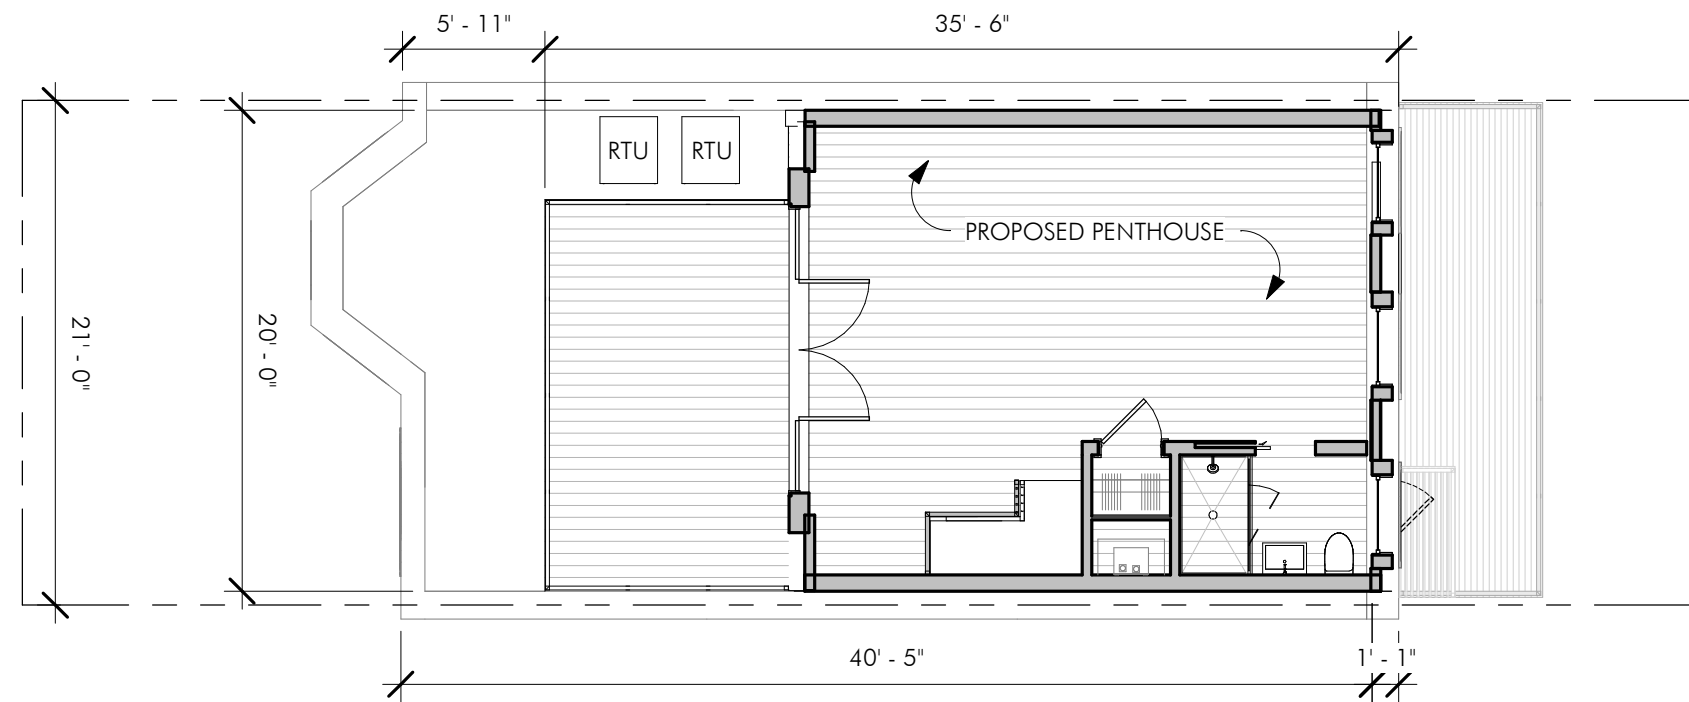 5' - 11"
35' - 6"
RTU
RTU
PROPOSED PENTHOUSE
21' - 0"
20' - 0"
40' - 5"
1' - 1"